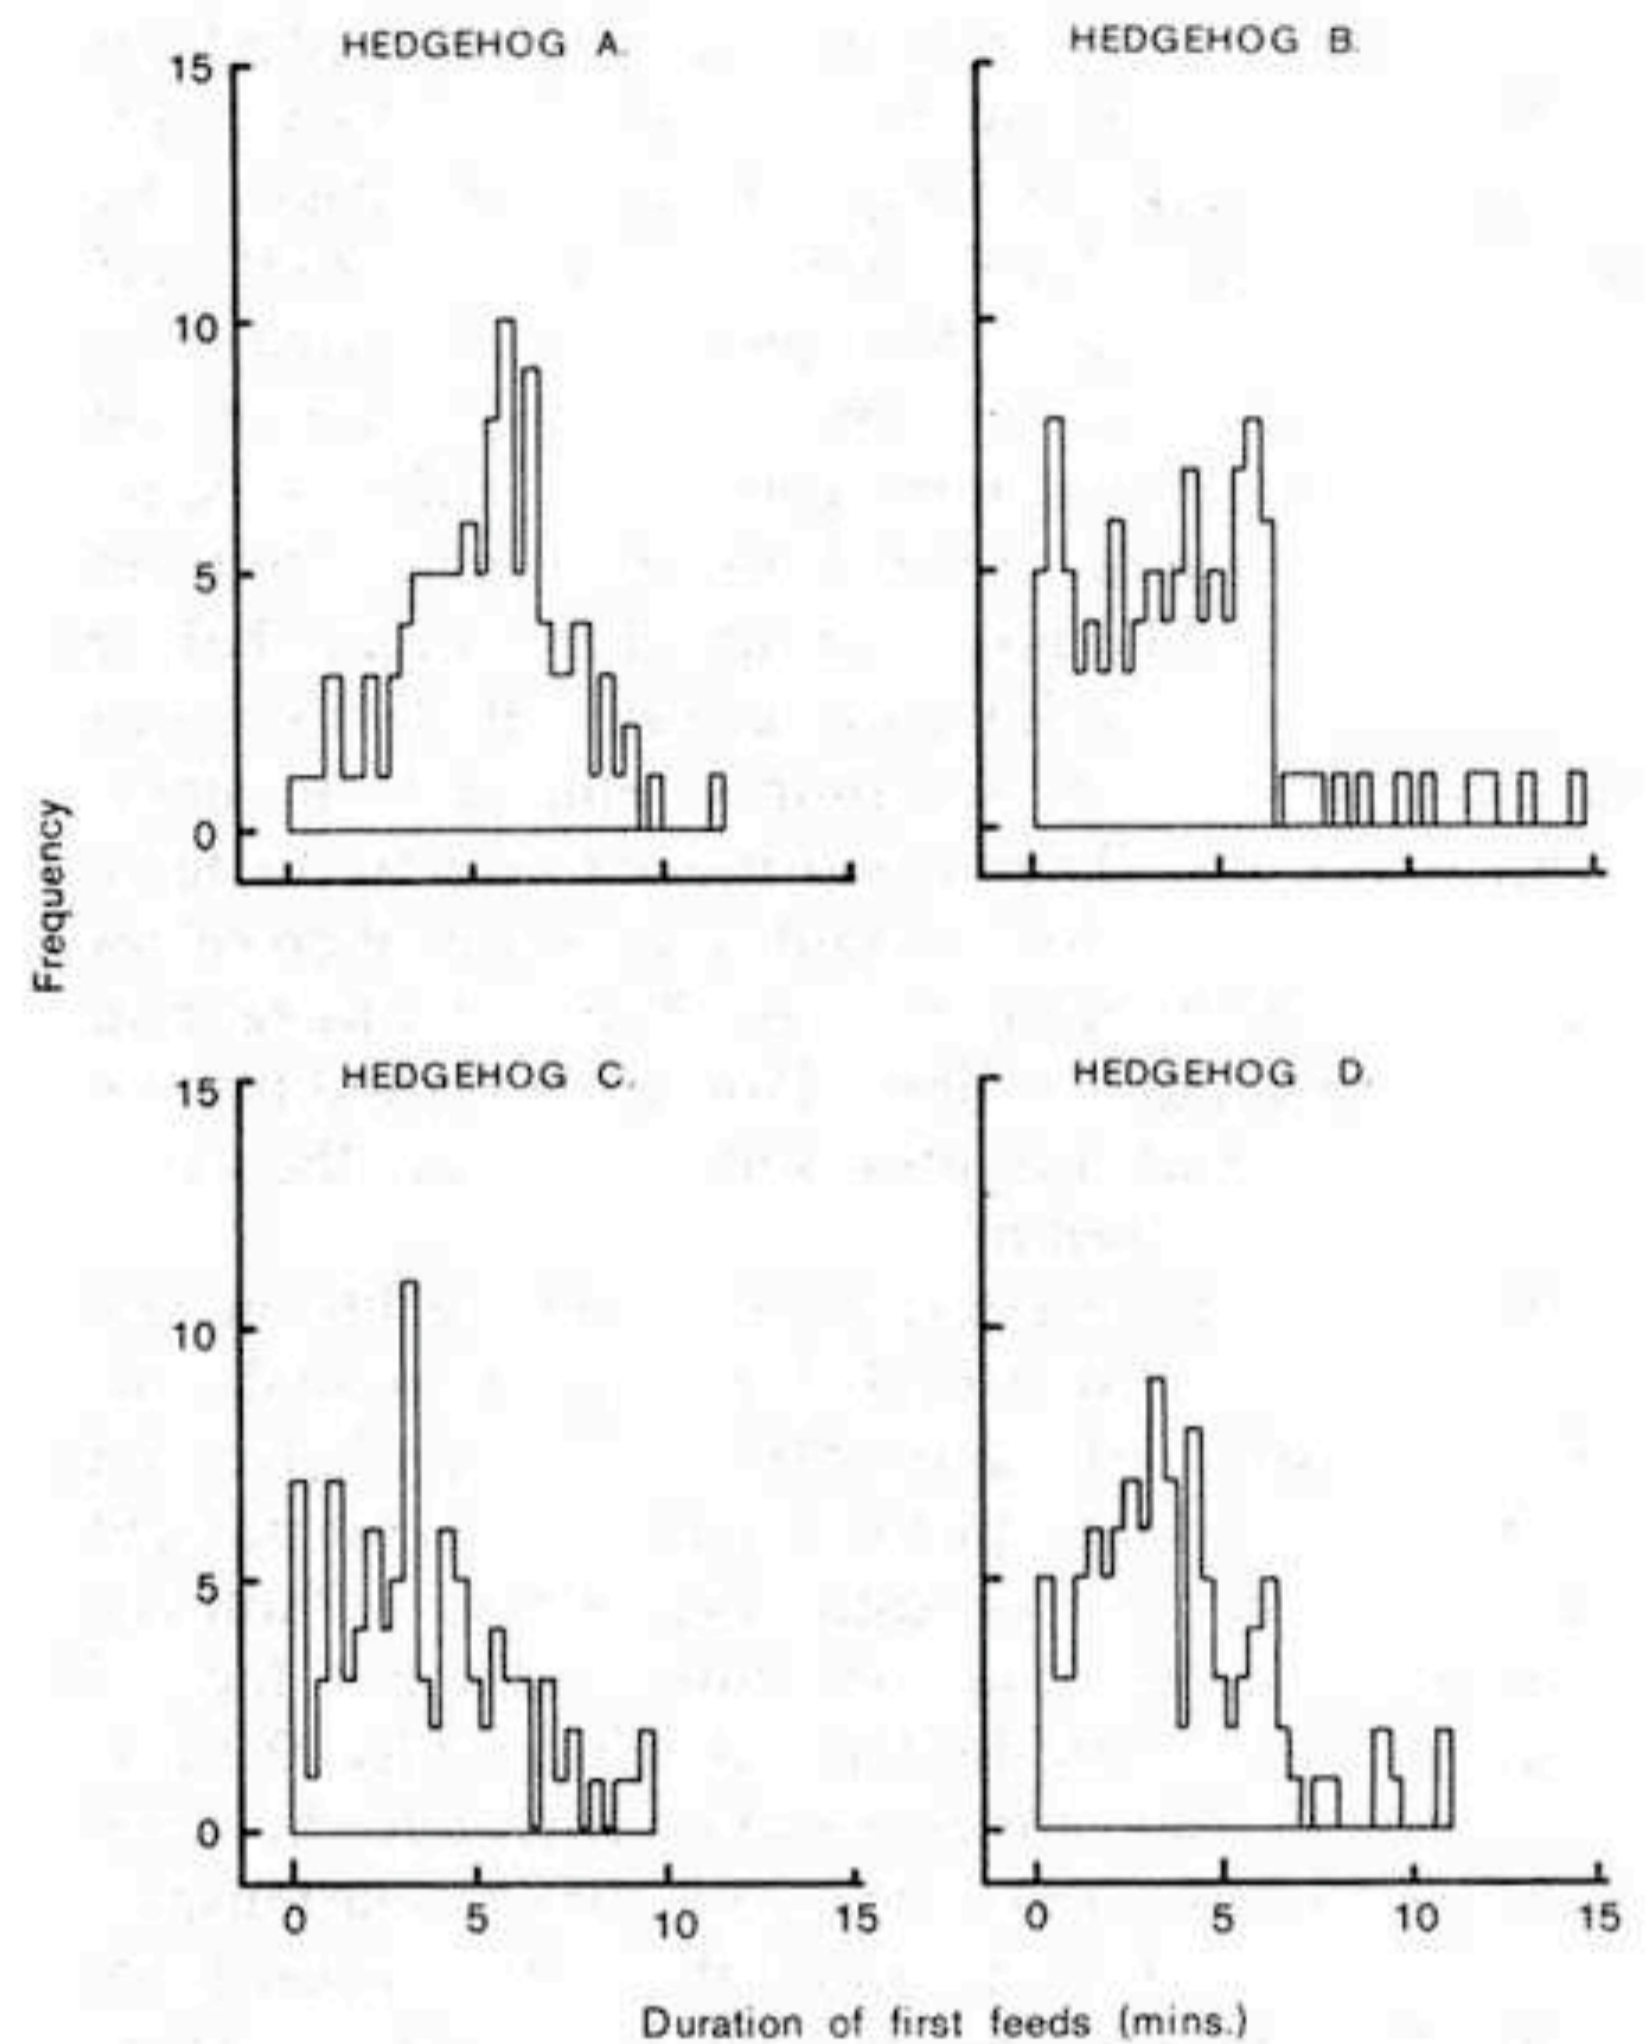 HEDGEHOG A.
HEDGEHOG B.
15
10
5
0
Frequency
HEDGEHOG C.
HEDGEHOG D.
15
10
5
0
0 5 10 15
0 5 10 15
Duration of first feeds (mins.)